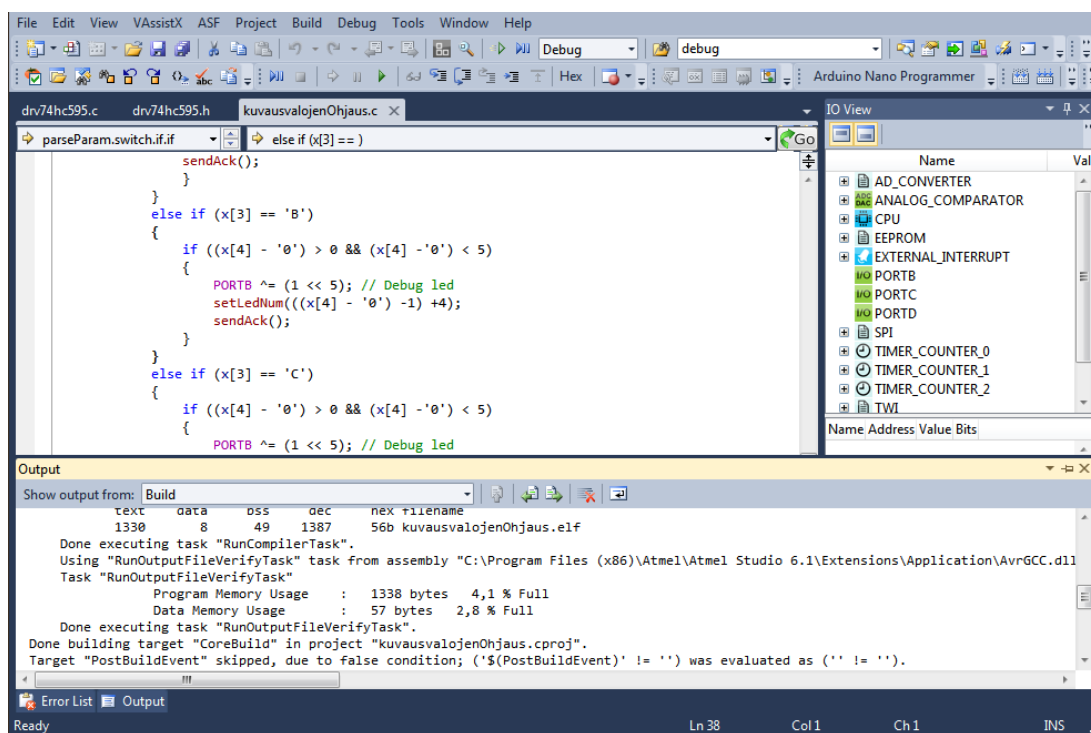 File Edit View VAssistX ASF Project Build Debug Tools Window Help
Debug debug
Hex Arduino Nano Programmer
drv74hc595.c drv74hc595.h kuvausvalojenOhjaus.c
parseParam.switch.if.if else if (x[3] == ) Go
sendAck();
}
}
else if (x[3] == 'B')
{
if ((x[4] - '0') > 0 && (x[4] -'0') < 5)
{
PORTB ^= (1 << 5); // Debug led
setLedNum(((x[4] - '0') -1) +4);
sendAck();
}
}
else if (x[3] == 'C')
{
if ((x[4] - '0') > 0 && (x[4] -'0') < 5)
{
PORTB ^= (1 << 5); // Debug led
IO View
Name Val
AD_CONVERTER
ANALOG_COMPARATOR
CPU
EEPROM
EXTERNAL_INTERRUPT
I/O PORTB
I/O PORTC
I/O PORTD
SPI
TIMER_COUNTER_0
TIMER_COUNTER_1
TIMER_COUNTER_2
TWI
Name Address Value Bits
Output
Show output from: Build
text data bss dec hex filename
1330 8 49 1387 56b kuvausvalojenOhjaus.elf
Done executing task "RunCompilerTask".
Using "RunOutputFileVerifyTask" task from assembly "C:\Program Files (x86)\Atmel\Atmel Studio 6.1\Extensions\Application\AvrGCC.dll
Task "RunOutputFileVerifyTask"
Program Memory Usage : 1338 bytes 4,1 % Full
Data Memory Usage : 57 bytes 2,8 % Full
Done executing task "RunOutputFileVerifyTask".
Done building target "CoreBuild" in project "kuvausvalojenOhjaus.cproj".
Target "PostBuildEvent" skipped, due to false condition; ('$(PostBuildEvent)' != '') was evaluated as ('' != '').
Error List Output
Ready Ln 38 Col 1 Ch 1 INS